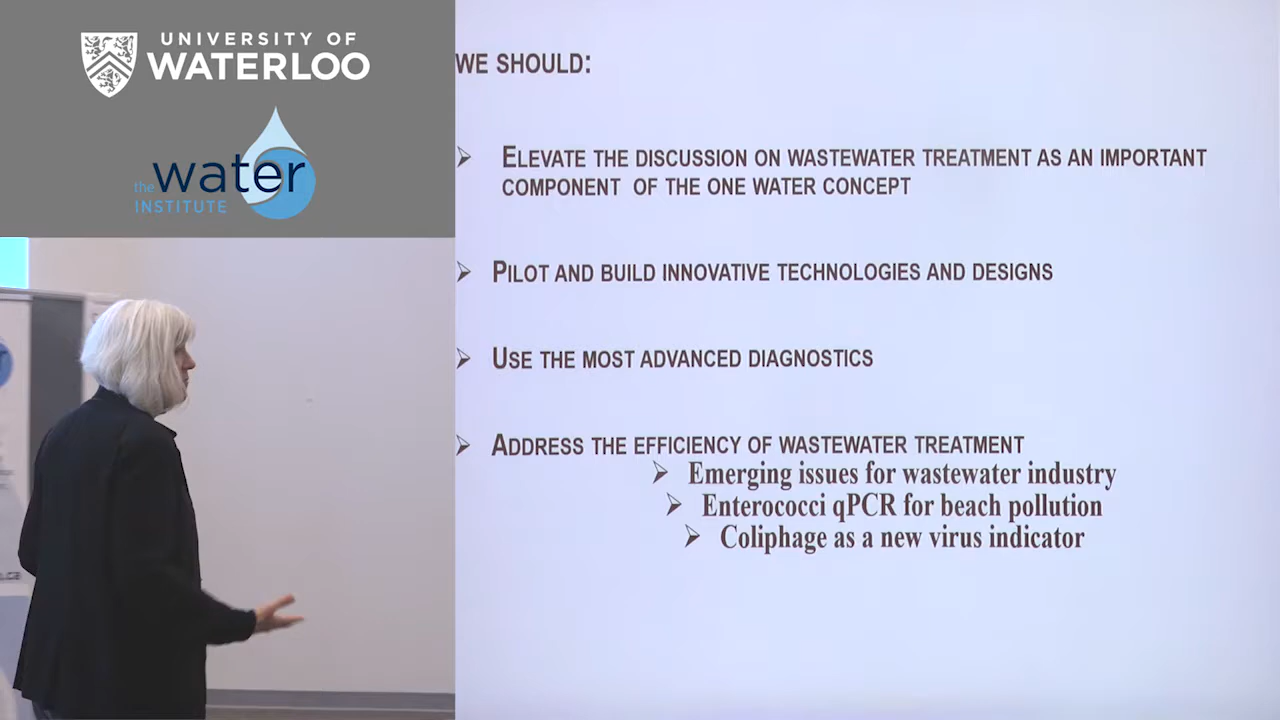 UNIVERSITY OF
WATERLOO
the water
INSTITUTE
WE SHOULD:
ELEVATE THE DISCUSSION ON WASTEWATER TREATMENT AS AN IMPORTANT
COMPONENT OF THE ONE WATER CONCEPT
PILOT AND BUILD INNOVATIVE TECHNOLOGIES AND DESIGNS
USE THE MOST ADVANCED DIAGNOSTICS
ADDRESS THE EFFICIENCY OF WASTEWATER TREATMENT
Emerging issues for wastewater industry
Enterococci qPCR for beach pollution
Coliphage as a new virus indicator
.ca